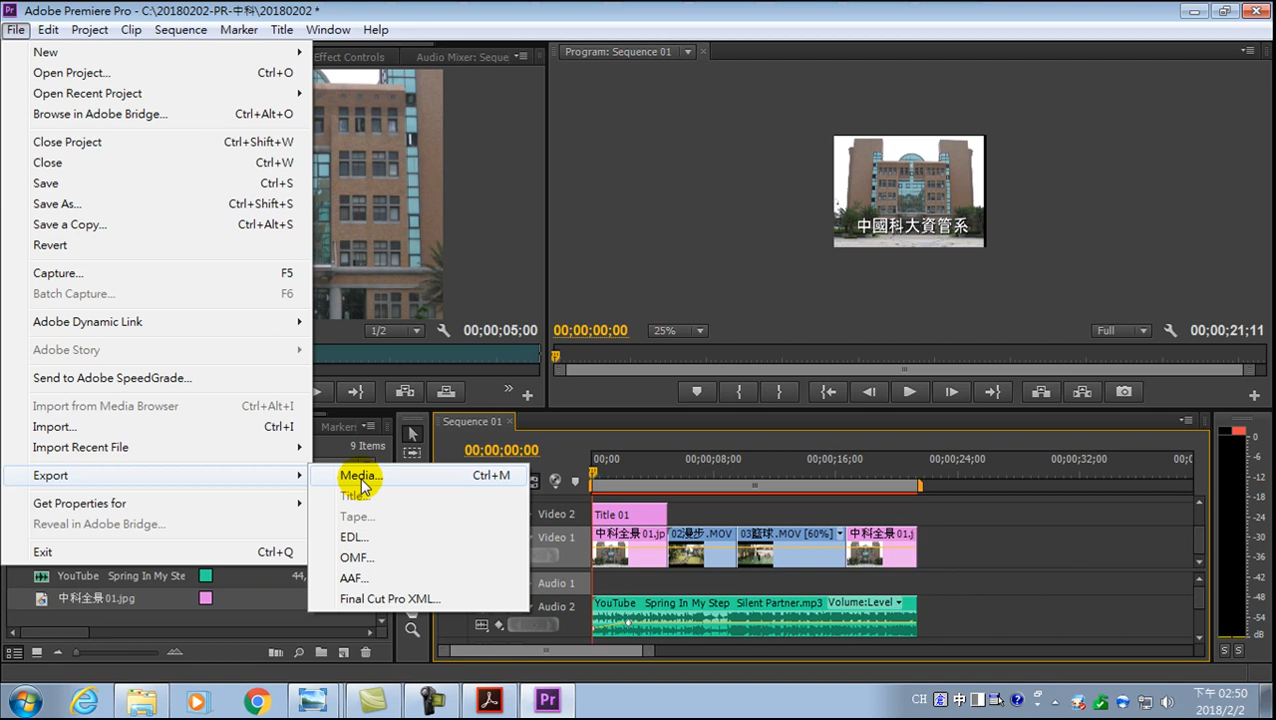 Adobe Premiere Pro - C:\20180202-PR-中科\20180202 *
File Edit Project Clip Sequence Marker Title Window Help
New
Open Project... Ctrl+O
Open Recent Project
Browse in Adobe Bridge... Ctrl+Alt+O
Close Project Ctrl+Shift+W
Close Ctrl+W
Save Ctrl+S
Save As... Ctrl+Shift+S
Save a Copy... Ctrl+Alt+S
Revert
Capture... F5
Batch Capture... F6
Adobe Dynamic Link
Adobe Story
Send to Adobe SpeedGrade...
Import from Media Browser Ctrl+Alt+I
Import... Ctrl+I
Import Recent File
Export
Get Properties for
Reveal in Adobe Bridge...
Exit Ctrl+Q
Media... Ctrl+M
Title...
Tape...
EDL...
OMF...
AAF...
Final Cut Pro XML...
Effect Controls Audio Mixer: Seque
1/2 00;00;05;00
Program: Sequence 01
中國科大資管系
00;00;00;00 25% Full 00;00;21;11
Marker
9 Items
YouTube Spring In My Ste 44,
中科全景01.jpg
Sequence 01
00;00;00;00
00;00 00;00;08;00 00;00;16;00 00;00;24;00 00;00;32;00 00;
Video 2 Title 01
Video 1 中科全景01.jp 02漫步.MOV 03籃球.MOV [60%] 中科全景01.j
Audio 1
Audio 2 YouTube Spring In My Step Silent Partner.mp3 Volume:Level
0
-6
-12
-18
-24
-30
-36
-42
-48
-54
S S
Pr
CH 中
下午 02:50
2018/2/2